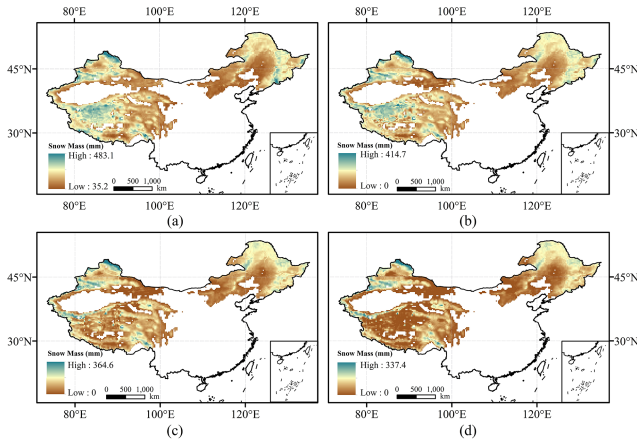 80°E 100°E 120°E 80°E 100°E 120°E
45°N 45°N
30°N 30°N
Snow Mass (mm) Snow Mass (mm)
High : 483.1 High : 414.7
Low : 35.2 Low : 0
0 500 1,000 0 500 1,000
km km
80°E 100°E 120°E 80°E 100°E 120°E
(a) (b)
45°N 45°N
30°N 30°N
Snow Mass (mm) Snow Mass (mm)
High : 364.6 High : 337.4
Low : 0 Low : 0
0 500 1,000 0 500 1,000
km km
80°E 100°E 120°E 80°E 100°E 120°E
(c) (d)